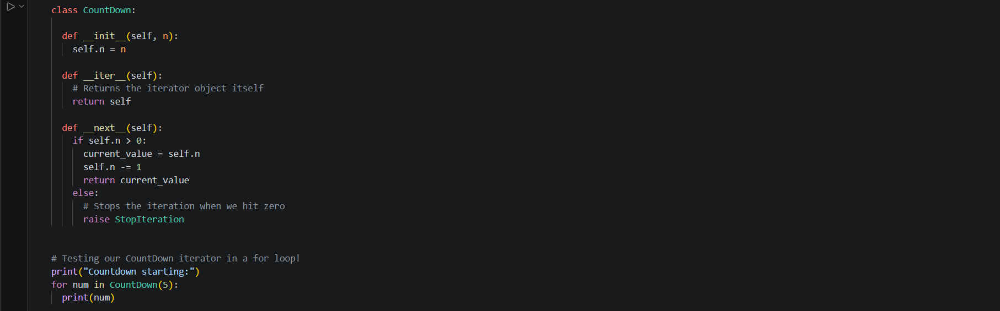 class CountDown:
  def __init__(self, n):
    self.n = n
  def __iter__(self):
    # Returns the iterator object itself
    return self
  def __next__(self):
    if self.n > 0:
      current_value = self.n
      self.n -= 1
      return current_value
    else:
      # Stops the iteration when we hit zero
      raise StopIteration
# Testing our CountDown iterator in a for loop!
print("Countdown starting:")
for num in CountDown(5):
  print(num)